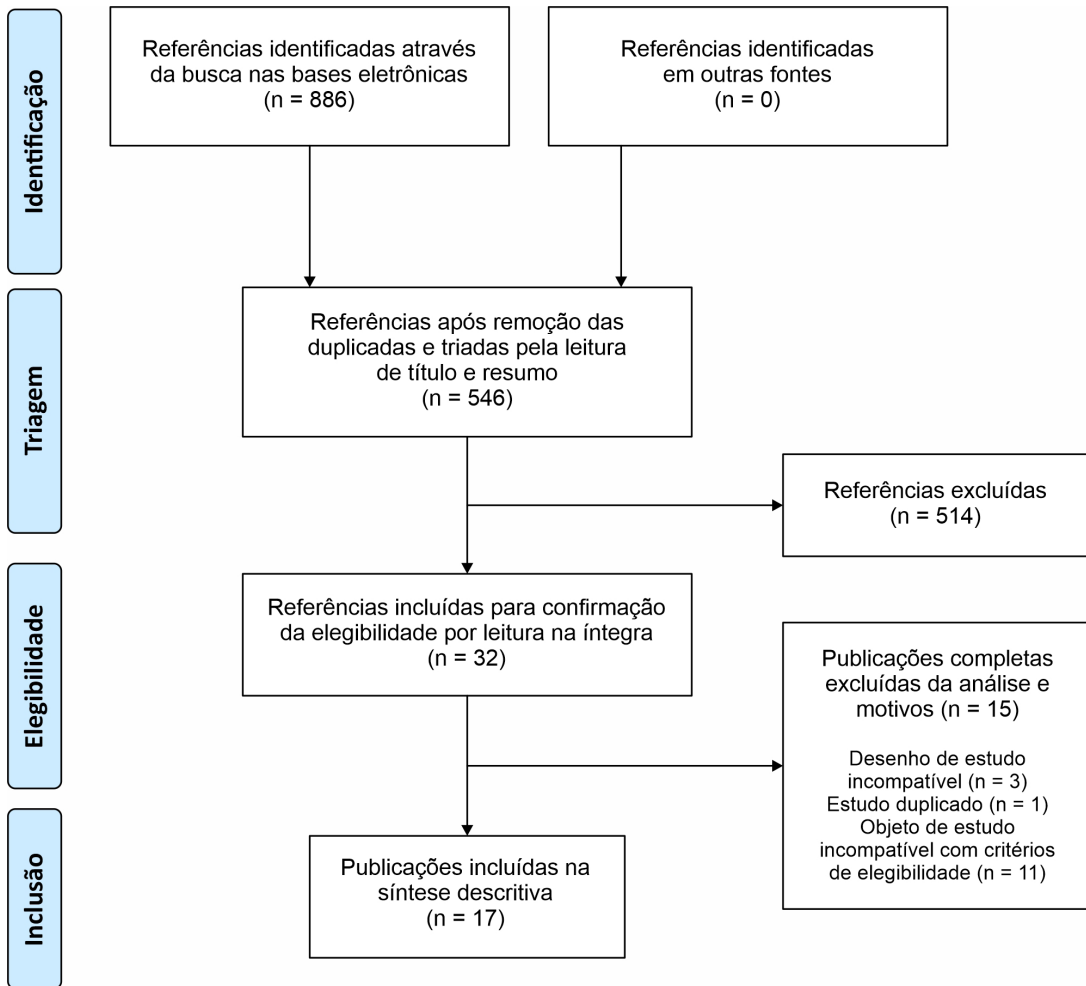 Identificação
Referências identificadas através
da busca nas bases eletrônicas
(n = 886)
Referências identificadas
em outras fontes
(n = 0)
Triagem
Referências após remoção das
duplicadas e triadas pela leitura
de título e resumo
(n = 546)
Referências excluídas
(n = 514)
Elegibilidade
Referências incluídas para confirmação
da elegibilidade por leitura na íntegra
(n = 32)
Publicações completas
excluídas da análise e
motivos (n = 15)
Desenho de estudo
incompatível (n = 3)
Estudo duplicado (n = 1)
Objeto de estudo
incompatível com critérios
de elegibilidade (n = 11)
Inclusão
Publicações incluídas na
síntese descritiva
(n = 17)